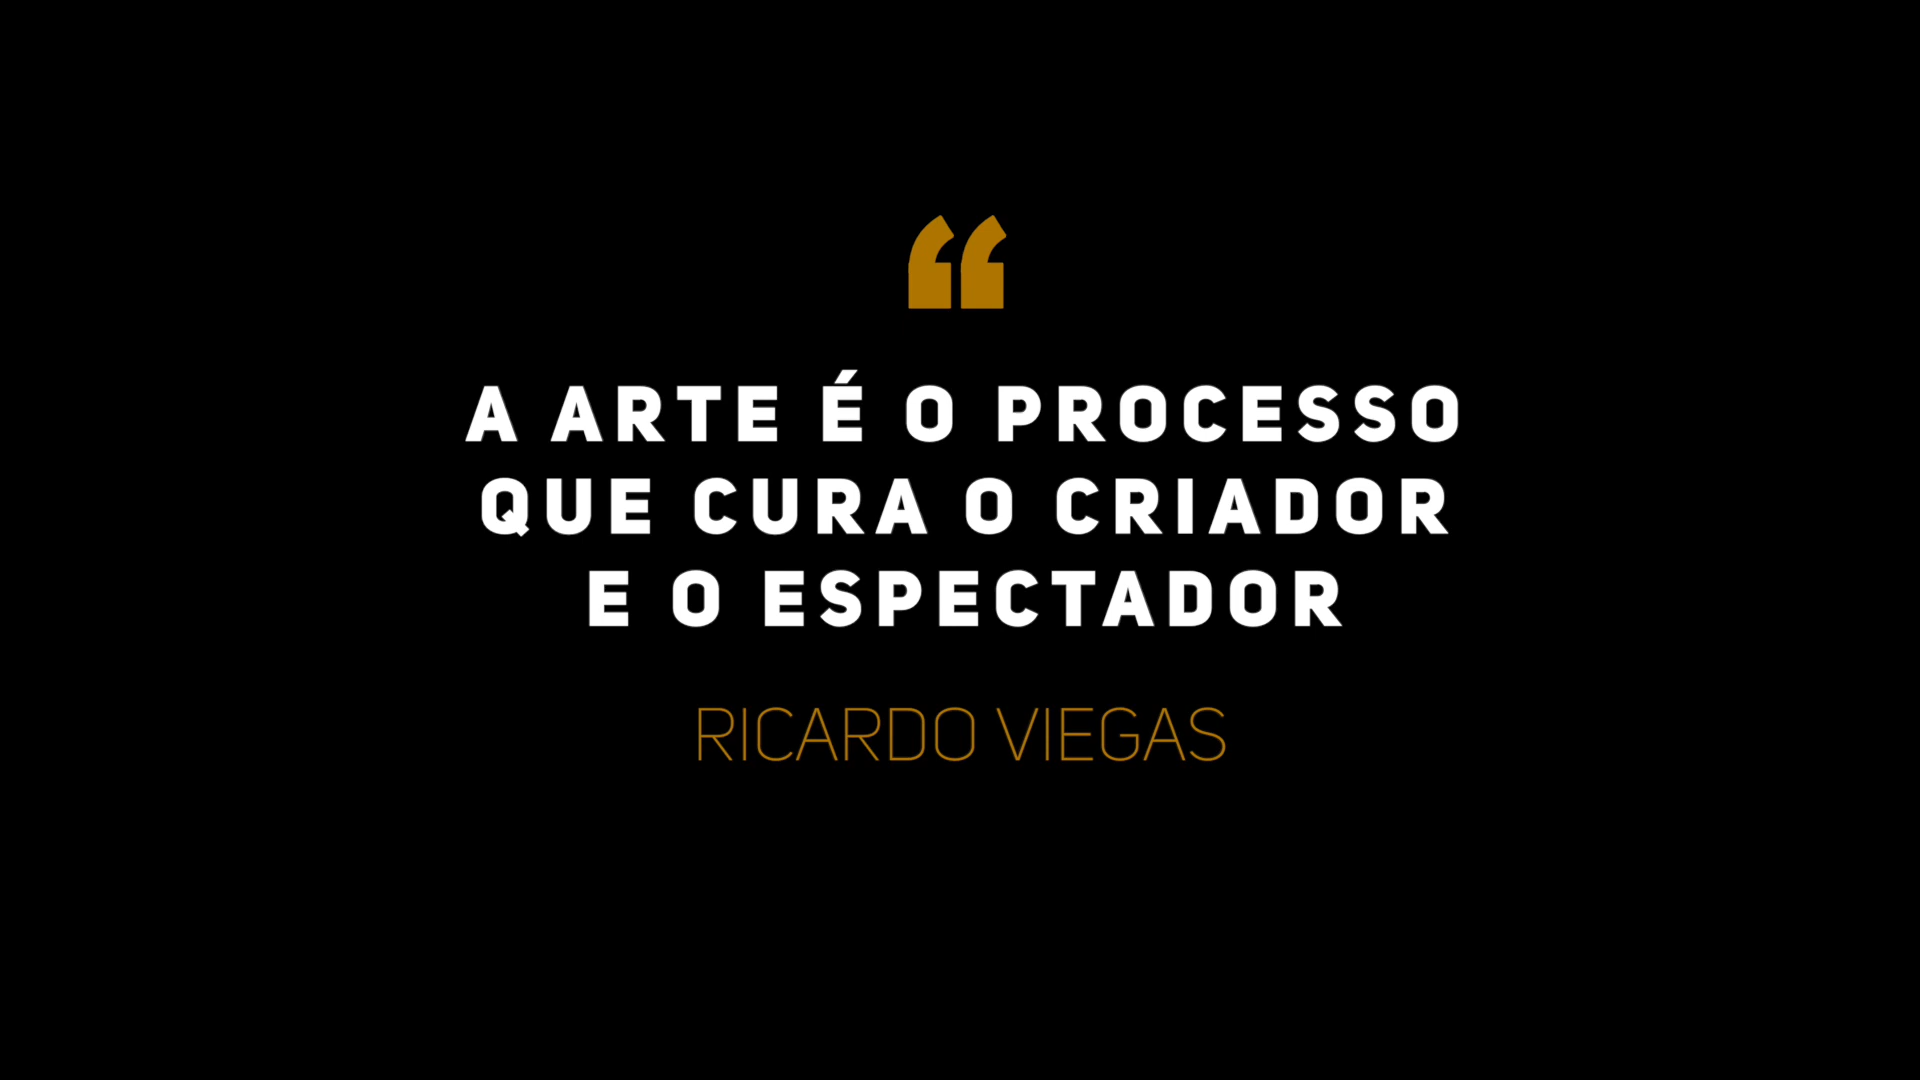 “
A ARTE É O PROCESSO
QUE CURA O CRIADOR
E O ESPECTADOR
RICARDO VIEGAS